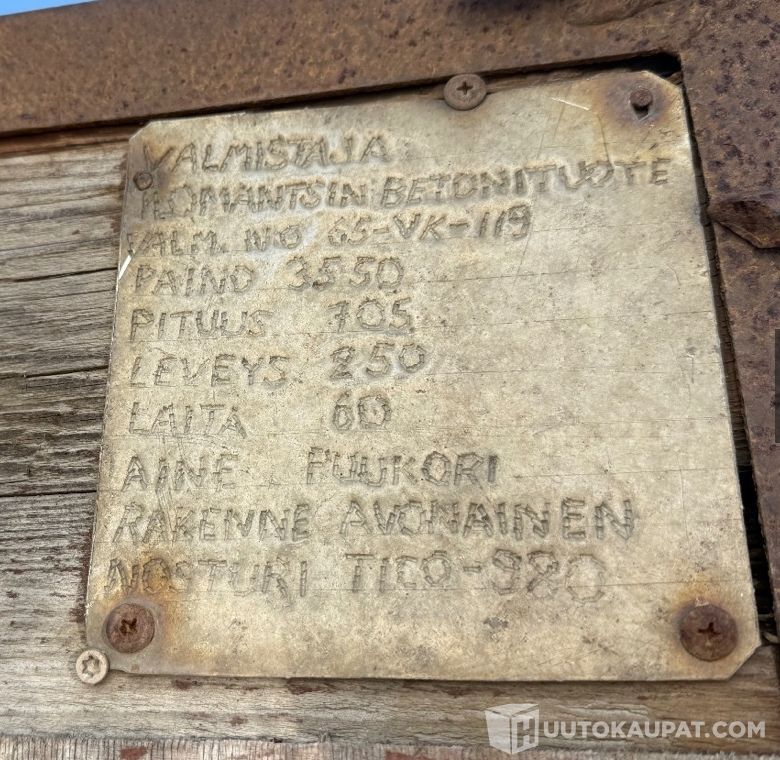 VALMISTAJA
ILOMANTSIN BETONITUOTE
VALM. NO 65-VK-119
PAINO 3550
PITUUS 705
LEVEYS 250
LAITA 60
AINE PUUKORI
RAKENNE AVONAINEN
NOSTURI TICO-980
HUUTOKAUPAT.COM